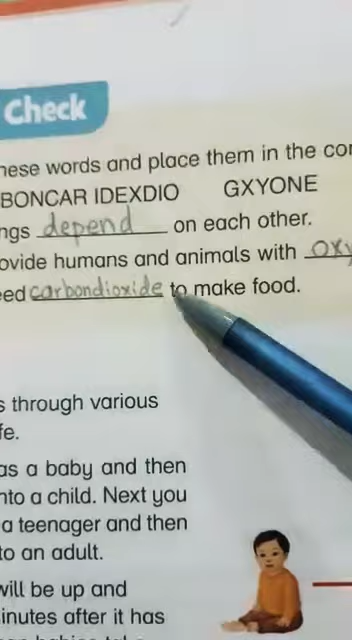 Check
hese words and place them in the cor
BONCAR IDEXDIO GXYONE
ngs depend on each other.
ovide humans and animals with oxy
eed carbondioxide to make food.
s through various
fe.
as a baby and then
nto a child. Next you
a teenager and then
to an adult.
will be up and
inutes after it has